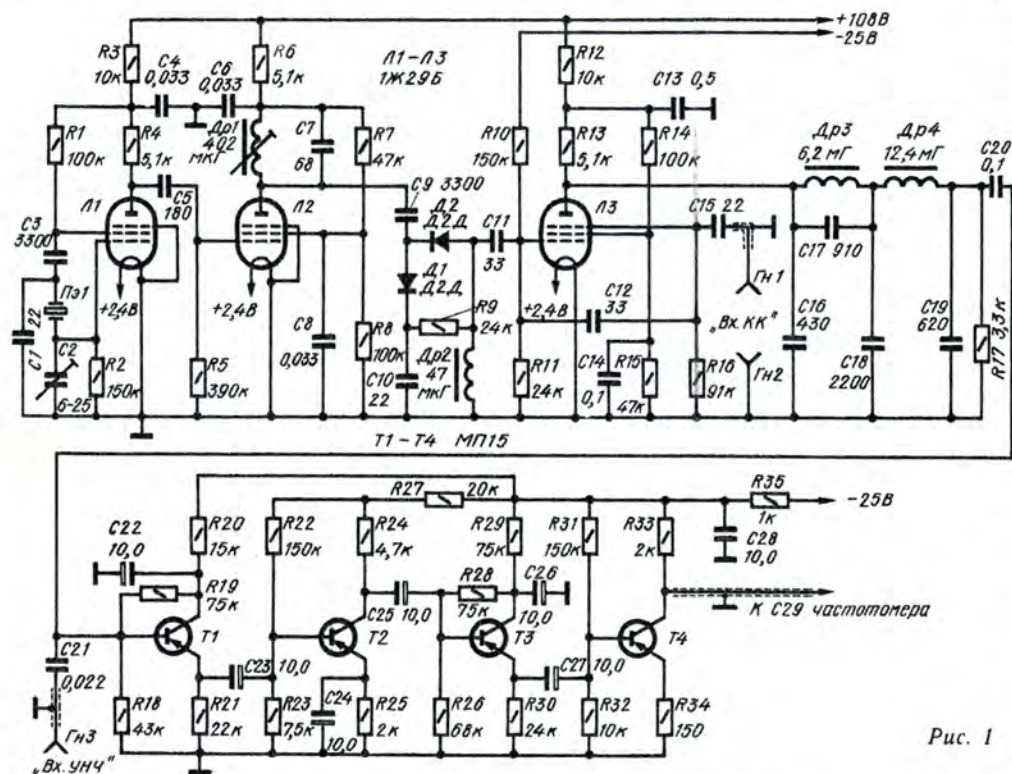 +108В
-25В
R3
10к
C4
0,033
C6
0,033
R6
5,1к
Л1-Л3
1Ж29Б
R12
10к
C13 0,5
R1
100к
R4
5,1к
Др1
402
мкГ
C7
68
R7
47к
R10
150к
R13
5,1к
R14
100к
Др3
6,2 мГ
Др4
12,4 мГ
C20
0,1
C5
180
Л1
Л2
C9 3300
Д2
Д2Д
C11
33
Л3
C15 22
C17 910
C3
3300
Пэ1
+2,4В
+2,4В
Д1
Д2Д
+2,4В
C12
33
Гн1
C1
22
R9
24к
„Вх.КК“
C16
430
C19
620
R17 3,3к
C2
6-25
R2
150к
R5
390к
C8
0,033
R8
100к
C10
22
Др2
47
мкГ
R11
24к
C14
0,1
R15
47к
R16
91к
Гн2
C18
2200
Т1-Т4 МП15
R27
20к
R35
1к
-25В
C22
10,0
R20
15к
R22
150к
R24
4,7к
R29
75к
R31
150к
R33
2к
C28
10,0
R19
75к
C25
10,0
R28
75к
C26
10,0
К C29 частотомера
Т1
Т2
Т3
Т4
C21
0,022
C23 10,0
C27 10,0
R18
43к
R21
22к
R23
7,5к
C24
10,0
R25
2к
R26
68к
R30
24к
R32
10к
R34
150
Гн3
„Вх.УНЧ“
Рис. 1